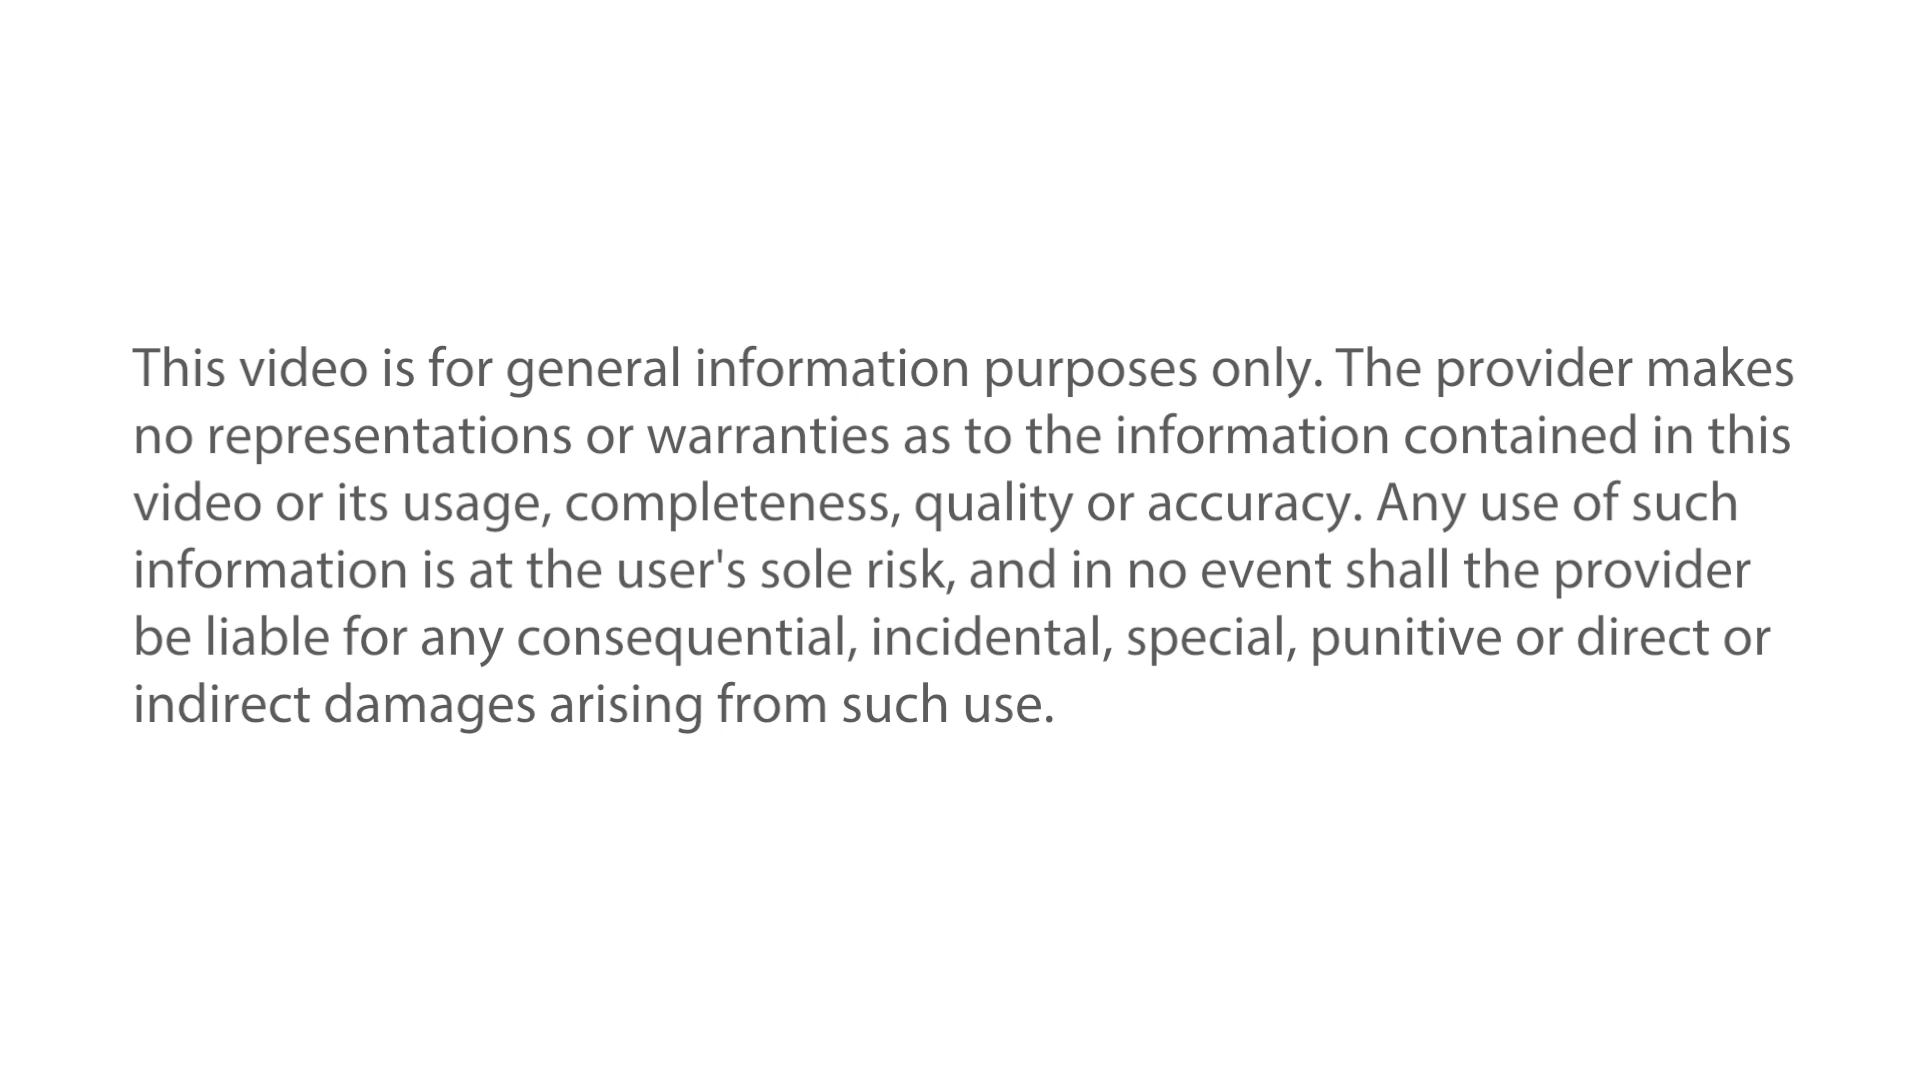 This video is for general information purposes only. The provider makes
no representations or warranties as to the information contained in this
video or its usage, completeness, quality or accuracy. Any use of such
information is at the user's sole risk, and in no event shall the provider
be liable for any consequential, incidental, special, punitive or direct or
indirect damages arising from such use.